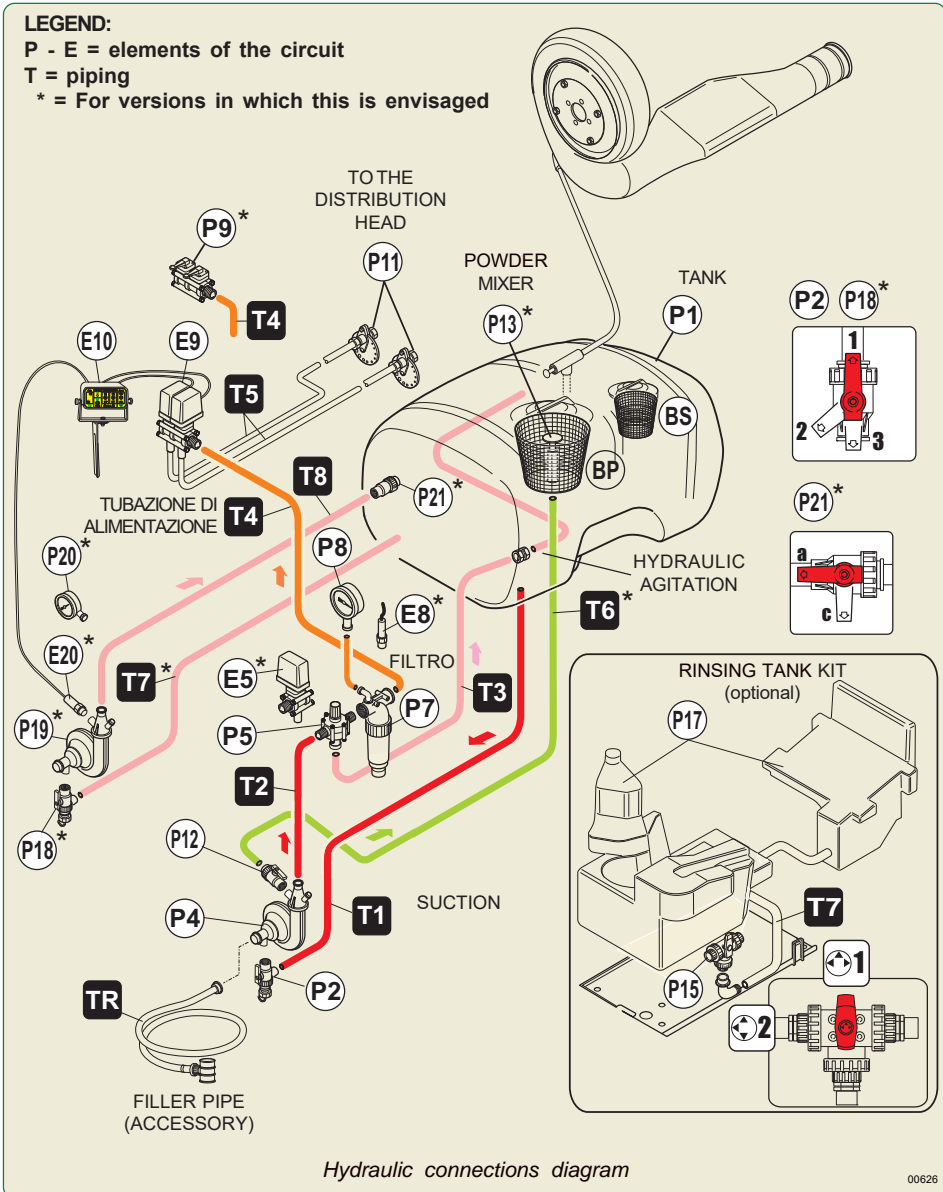 LEGEND:
P - E = elements of the circuit
T = piping
* = For versions in which this is envisaged
TO THE
DISTRIBUTION
HEAD
P9 *
P11
POWDER
MIXER
P13 *
TANK
P1
P2 P18 *
1
2
3
T4
E10
E9
T5
BS
BP
P21 *
a
c
TUBAZIONE DI
ALIMENTAZIONE
T4
T8
P21 *
P20 *
P8
E8 *
HYDRAULIC
AGITATION
T6 *
E20 *
T7 *
E5 *
FILTRO
P7
T3
P19 *
P5
T2
P18 *
P12
P4
T1
SUCTION
P2
TR
FILLER PIPE
(ACCESSORY)
RINSING TANK KIT
(optional)
P17
T7
P15
1
2
Hydraulic connections diagram
00626